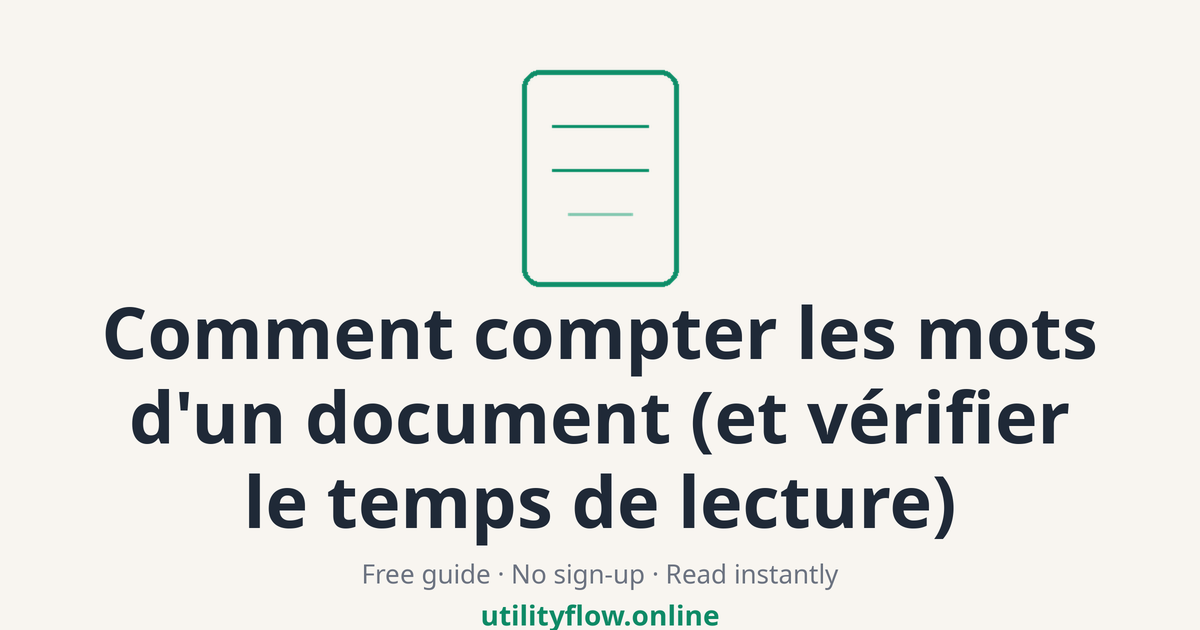 Comment compter les mots
d'un document (et vérifier
le temps de lecture)
Free guide · No sign-up · Read instantly
utilityflow.online